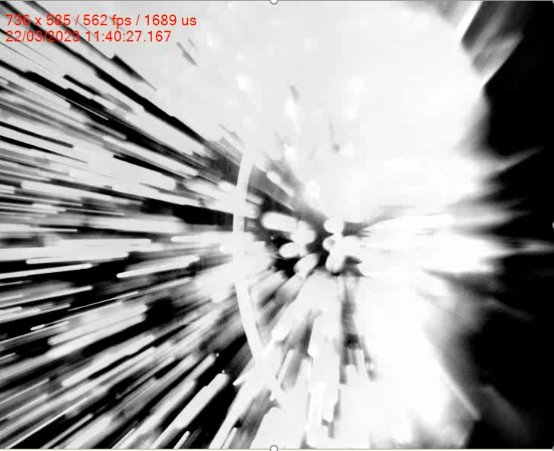 736 x 585 / 562 fps / 1689 us
22/03/2023 11:40:27.167